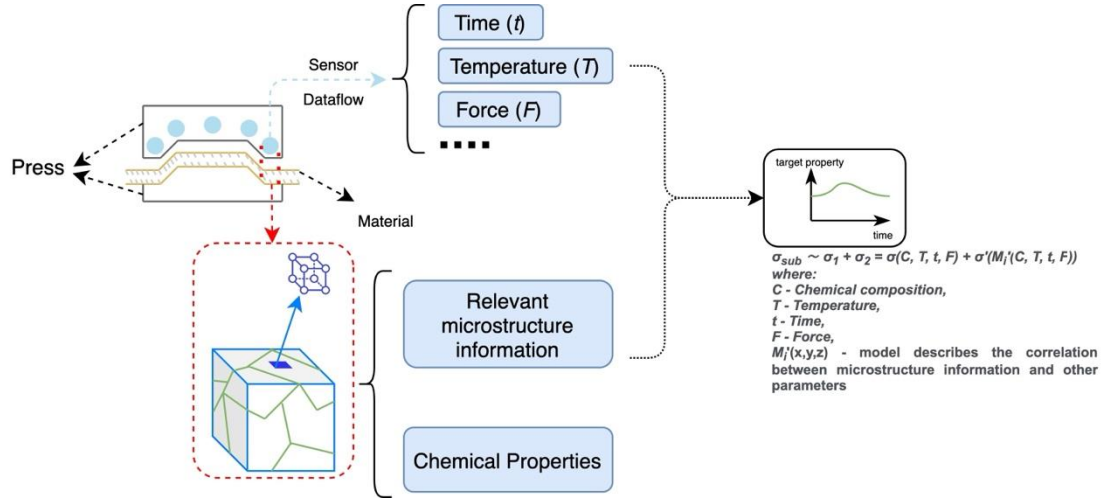 Time (t)
Sensor
Temperature (T)
Dataflow
Force (F)
Press
Material
target property
time
σsub ~ σ1 + σ2 = σ(C, T, t, F) + σ'(Mi'(C, T, t, F))
where:
C - Chemical composition,
T - Temperature,
t - Time,
F - Force,
Mi'(x,y,z) - model describes the correlation
between microstructure information and other
parameters
Relevant
microstructure
information
Chemical Properties